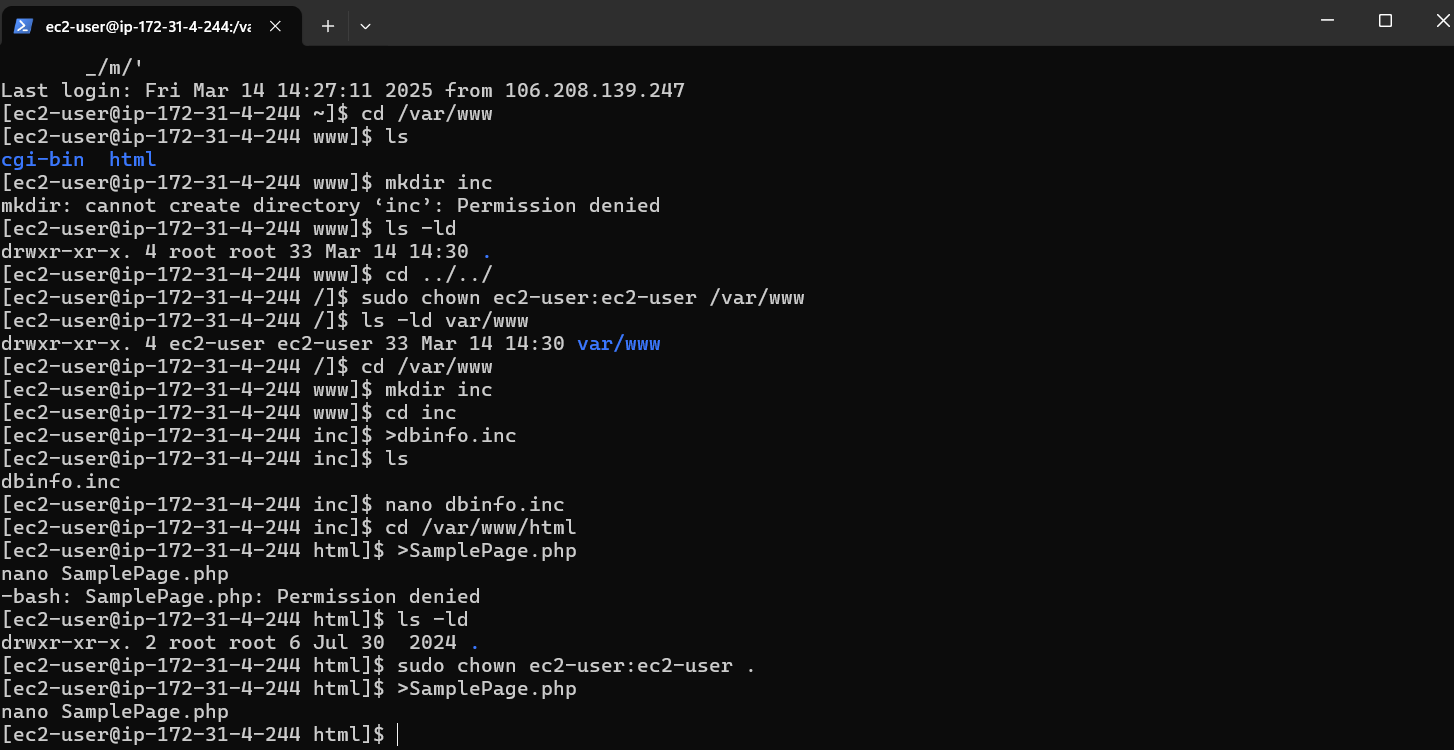 ec2-user@ip-172-31-4-244:/va
_/m/'
Last login: Fri Mar 14 14:27:11 2025 from 106.208.139.247
[ec2-user@ip-172-31-4-244 ~]$ cd /var/www
[ec2-user@ip-172-31-4-244 www]$ ls
cgi-bin  html
[ec2-user@ip-172-31-4-244 www]$ mkdir inc
mkdir: cannot create directory ‘inc’: Permission denied
[ec2-user@ip-172-31-4-244 www]$ ls -ld
drwxr-xr-x. 4 root root 33 Mar 14 14:30 .
[ec2-user@ip-172-31-4-244 www]$ cd ../../
[ec2-user@ip-172-31-4-244 /]$ sudo chown ec2-user:ec2-user /var/www
[ec2-user@ip-172-31-4-244 /]$ ls -ld var/www
drwxr-xr-x. 4 ec2-user ec2-user 33 Mar 14 14:30 var/www
[ec2-user@ip-172-31-4-244 /]$ cd /var/www
[ec2-user@ip-172-31-4-244 www]$ mkdir inc
[ec2-user@ip-172-31-4-244 www]$ cd inc
[ec2-user@ip-172-31-4-244 inc]$ >dbinfo.inc
[ec2-user@ip-172-31-4-244 inc]$ ls
dbinfo.inc
[ec2-user@ip-172-31-4-244 inc]$ nano dbinfo.inc
[ec2-user@ip-172-31-4-244 inc]$ cd /var/www/html
[ec2-user@ip-172-31-4-244 html]$ >SamplePage.php
nano SamplePage.php
-bash: SamplePage.php: Permission denied
[ec2-user@ip-172-31-4-244 html]$ ls -ld
drwxr-xr-x. 2 root root 6 Jul 30  2024 .
[ec2-user@ip-172-31-4-244 html]$ sudo chown ec2-user:ec2-user .
[ec2-user@ip-172-31-4-244 html]$ >SamplePage.php
nano SamplePage.php
[ec2-user@ip-172-31-4-244 html]$